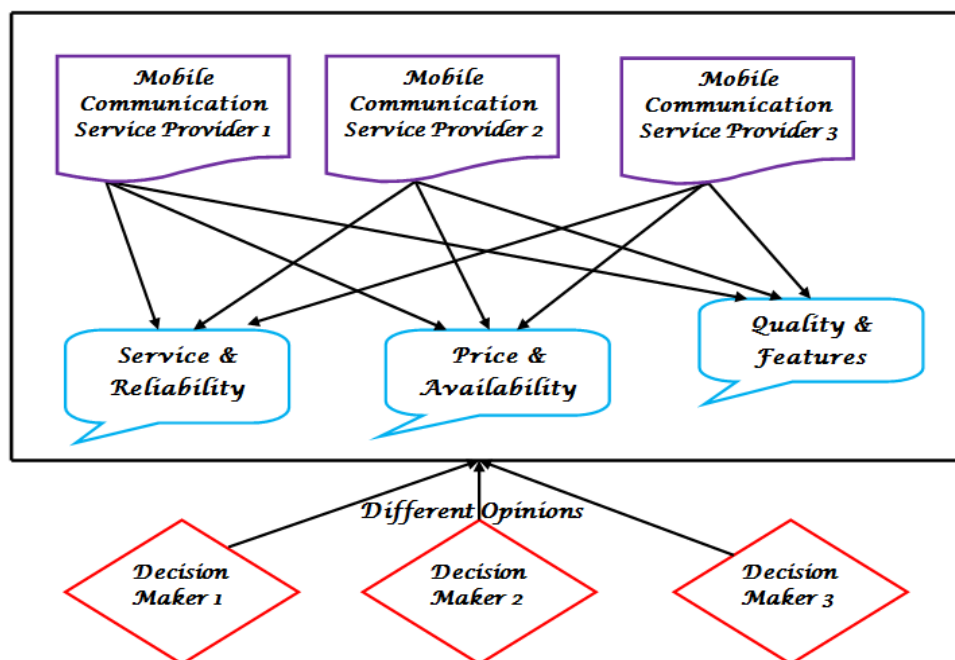 Mobile
Communication
Service Provider 1
Mobile
Communication
Service Provider 2
Mobile
Communication
Service Provider 3
Service &
Reliability
Price &
Availability
Quality &
Features
Different Opinions
Decision
Maker 1
Decision
Maker 2
Decision
Maker 3